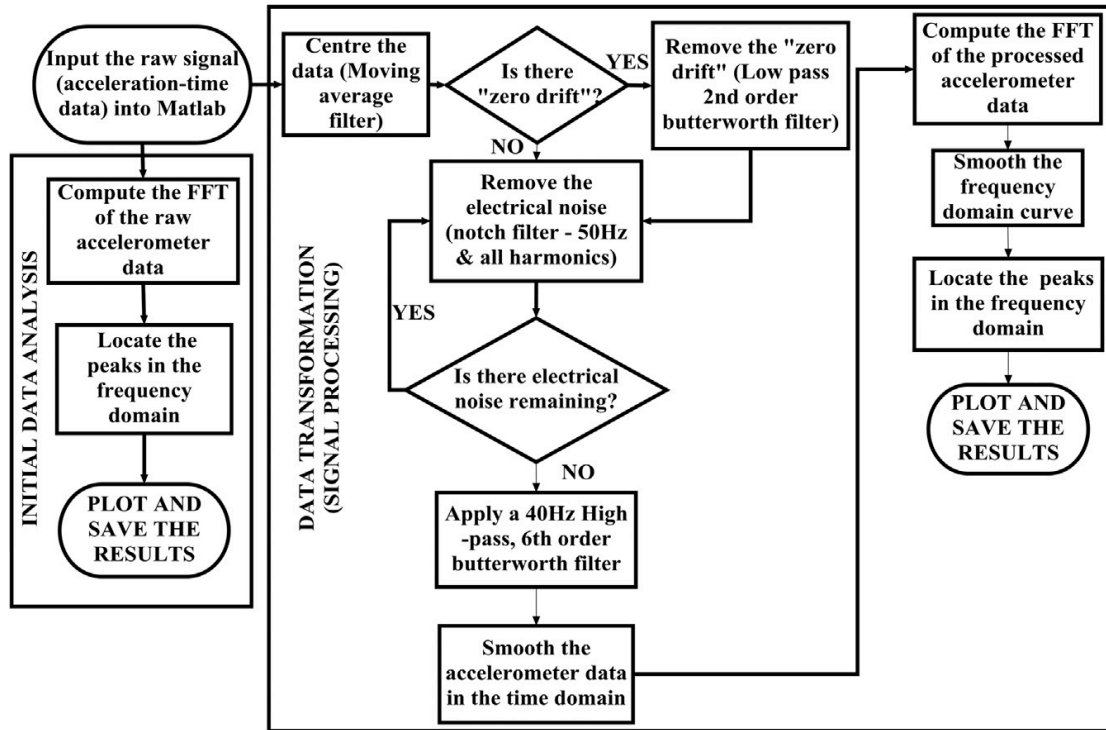 Input the raw signal
(acceleration-time
data) into Matlab
INITIAL DATA ANALYSIS
Compute the FFT
of the raw
accelerometer
data
Locate the
peaks in the
frequency
domain
PLOT AND
SAVE THE
RESULTS
DATA TRANSFORMATION
(SIGNAL PROCESSING)
Centre the
data (Moving
average
filter)
Is there
"zero drift"?
YES
Remove the "zero
drift" (Low pass
2nd order
butterworth filter)
NO
Remove the
electrical noise
(notch filter - 50Hz
& all harmonics)
YES
Is there electrical
noise remaining?
NO
Apply a 40Hz High
-pass, 6th order
butterworth filter
Smooth the
accelerometer data
in the time domain
Compute the FFT
of the processed
accelerometer
data
Smooth the
frequency
domain curve
Locate the peaks
in the frequency
domain
PLOT AND
SAVE THE
RESULTS